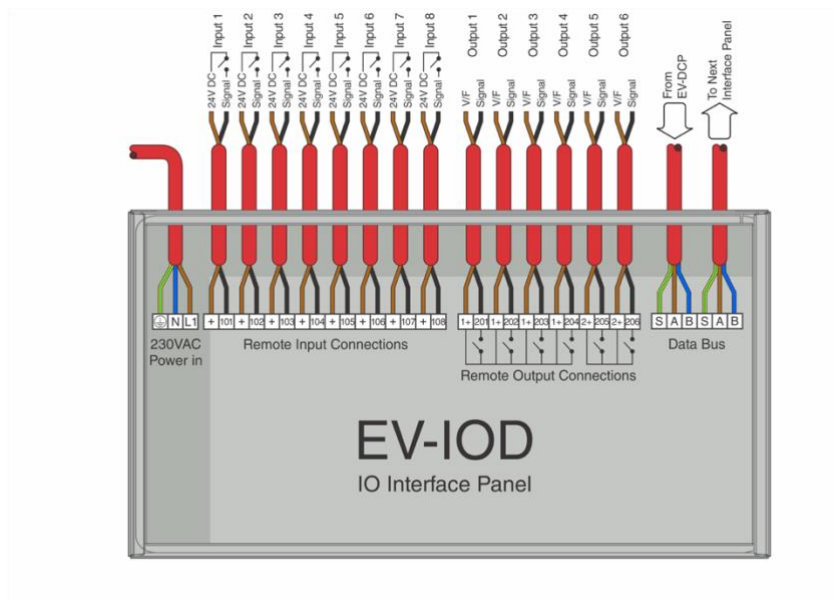 Input 1
Input 2
Input 3
Input 4
Input 5
Input 6
Input 7
Input 8
Output 1
Output 2
Output 3
Output 4
Output 5
Output 6
From
EV-DCP
To Next
Interface Panel
24V DC
Signal
24V DC
Signal
24V DC
Signal
24V DC
Signal
24V DC
Signal
24V DC
Signal
24V DC
Signal
24V DC
Signal
V/F
Signal
V/F
Signal
V/F
Signal
V/F
Signal
V/F
Signal
V/F
Signal
N L1
+ 101
+ 102
+ 103
+ 104
+ 105
+ 106
+ 107
+ 108
1+ 201
1+ 202
1+ 203
1+ 204
2+ 205
2+ 206
S A B S A B
230VAC
Power in
Remote Input Connections
Remote Output Connections
Data Bus
EV-IOD
IO Interface Panel